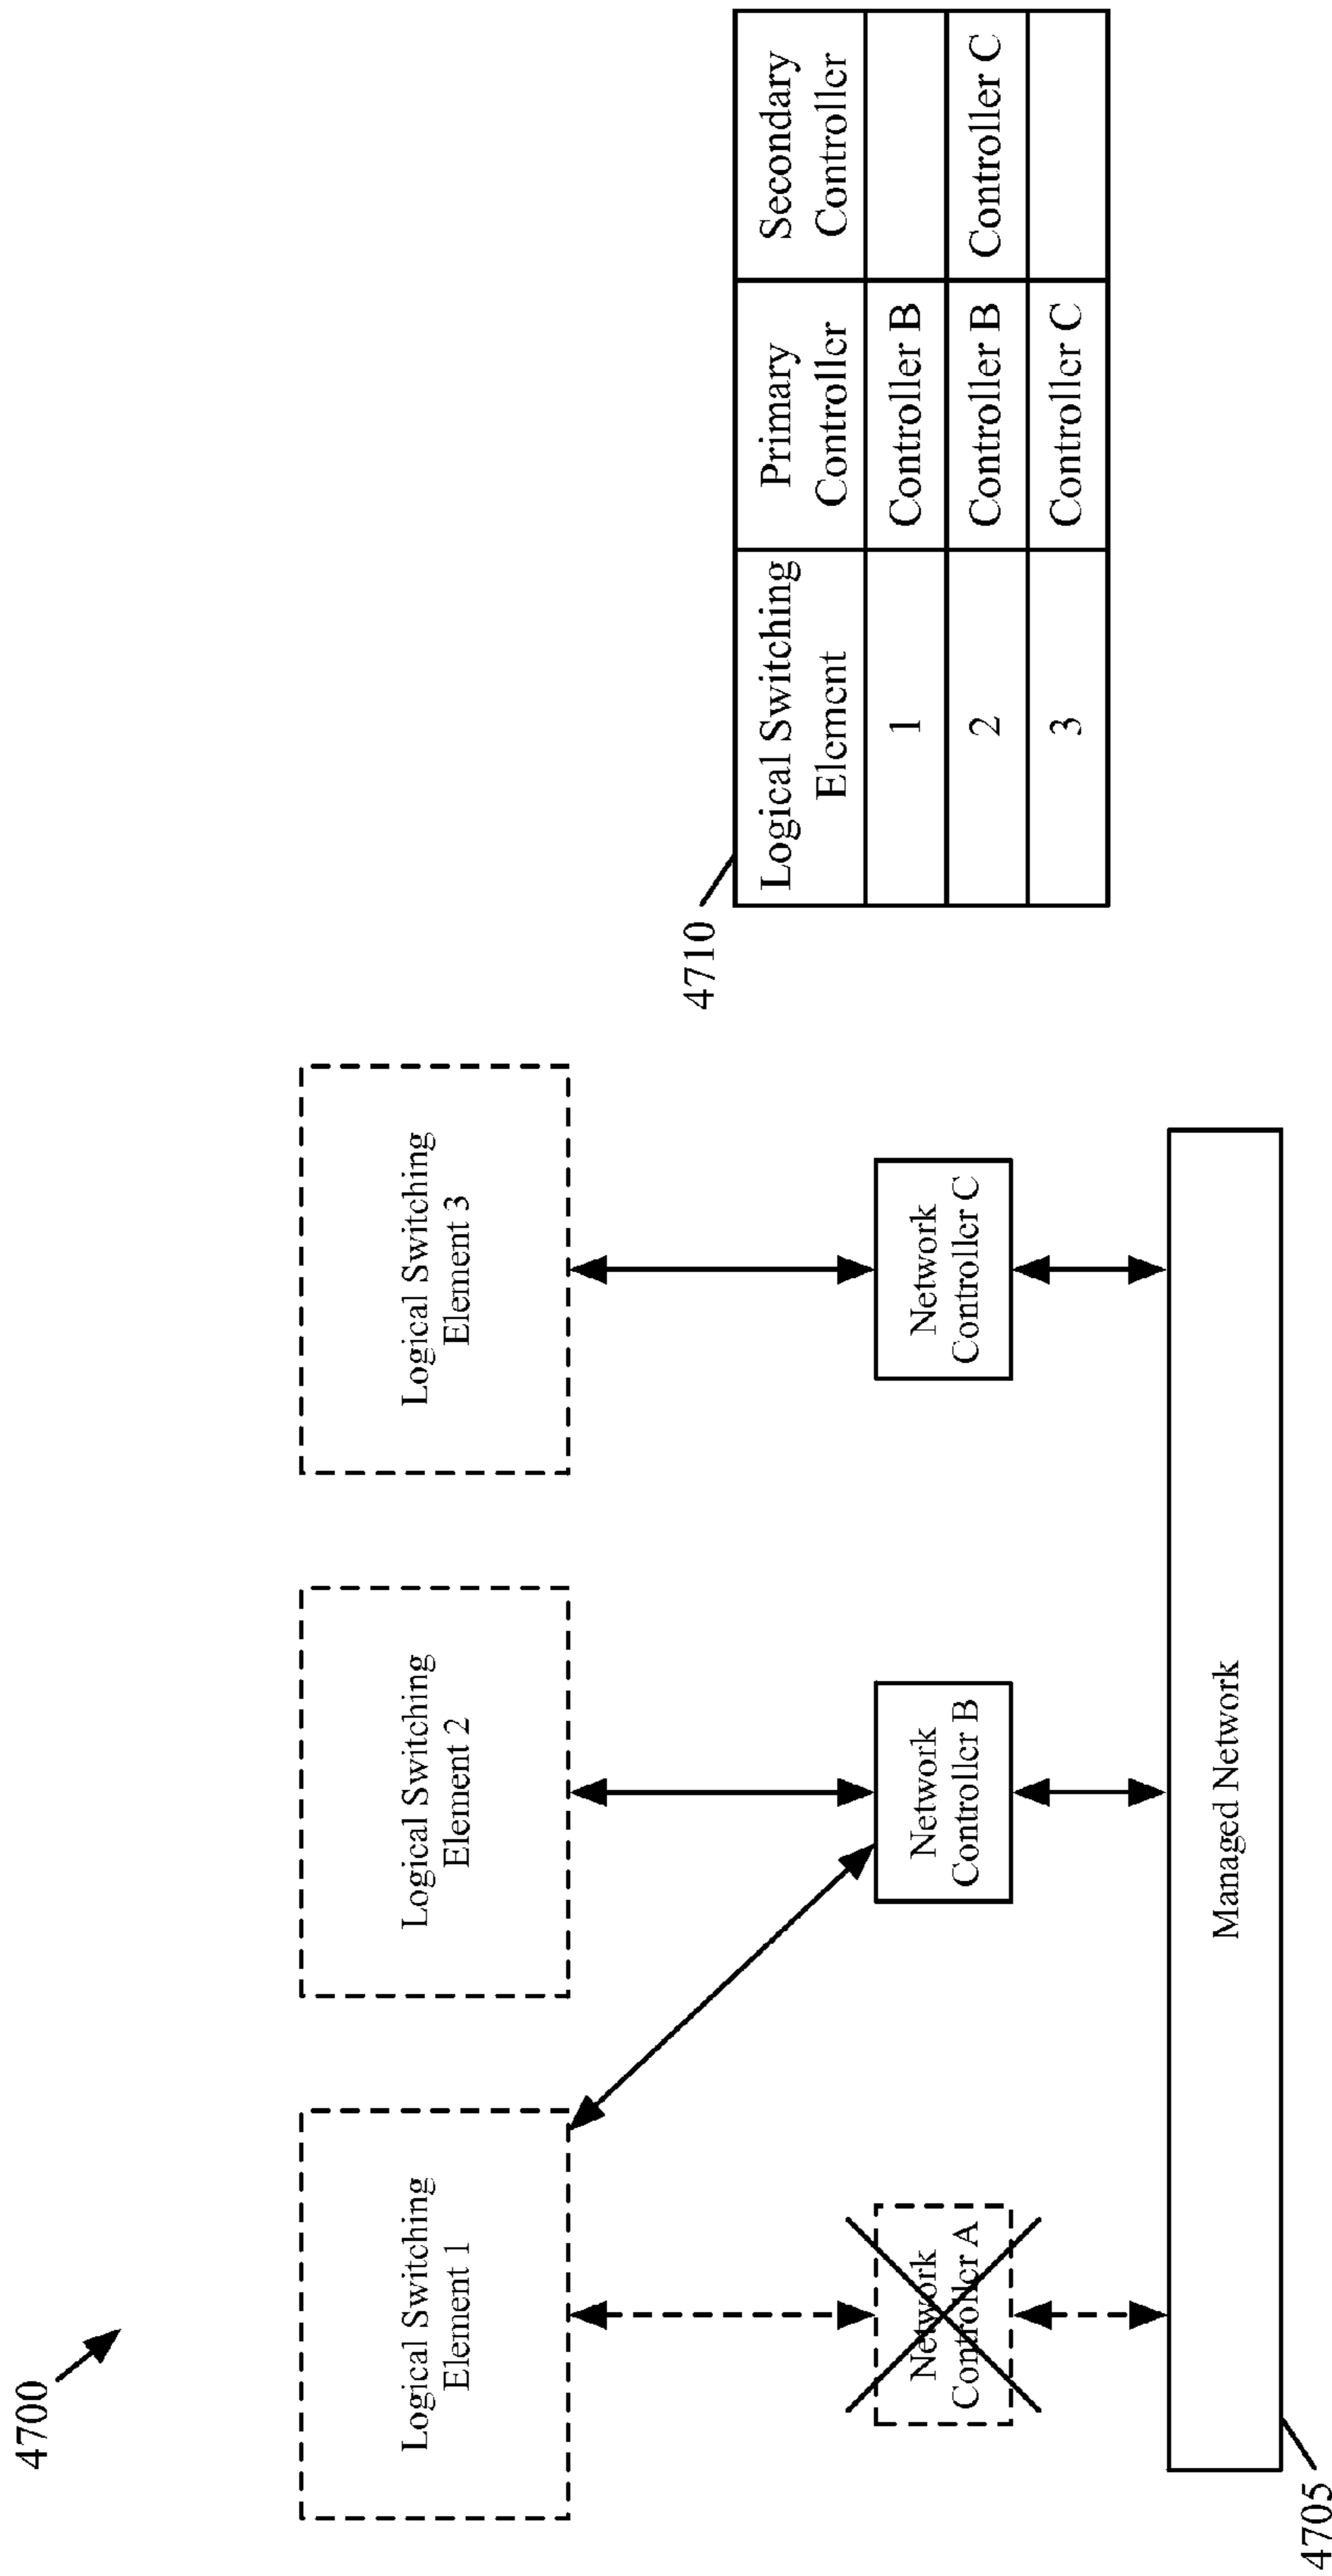 4700
Logical Switching
Element 1
Logical Switching
Element 2
Logical Switching
Element 3
Network
Controller A
Network
Controller B
Network
Controller C
Managed Network
4705
4710
Logical Switching
Element
Primary
Controller
Secondary
Controller
1
Controller B
2
Controller B
Controller C
3
Controller C